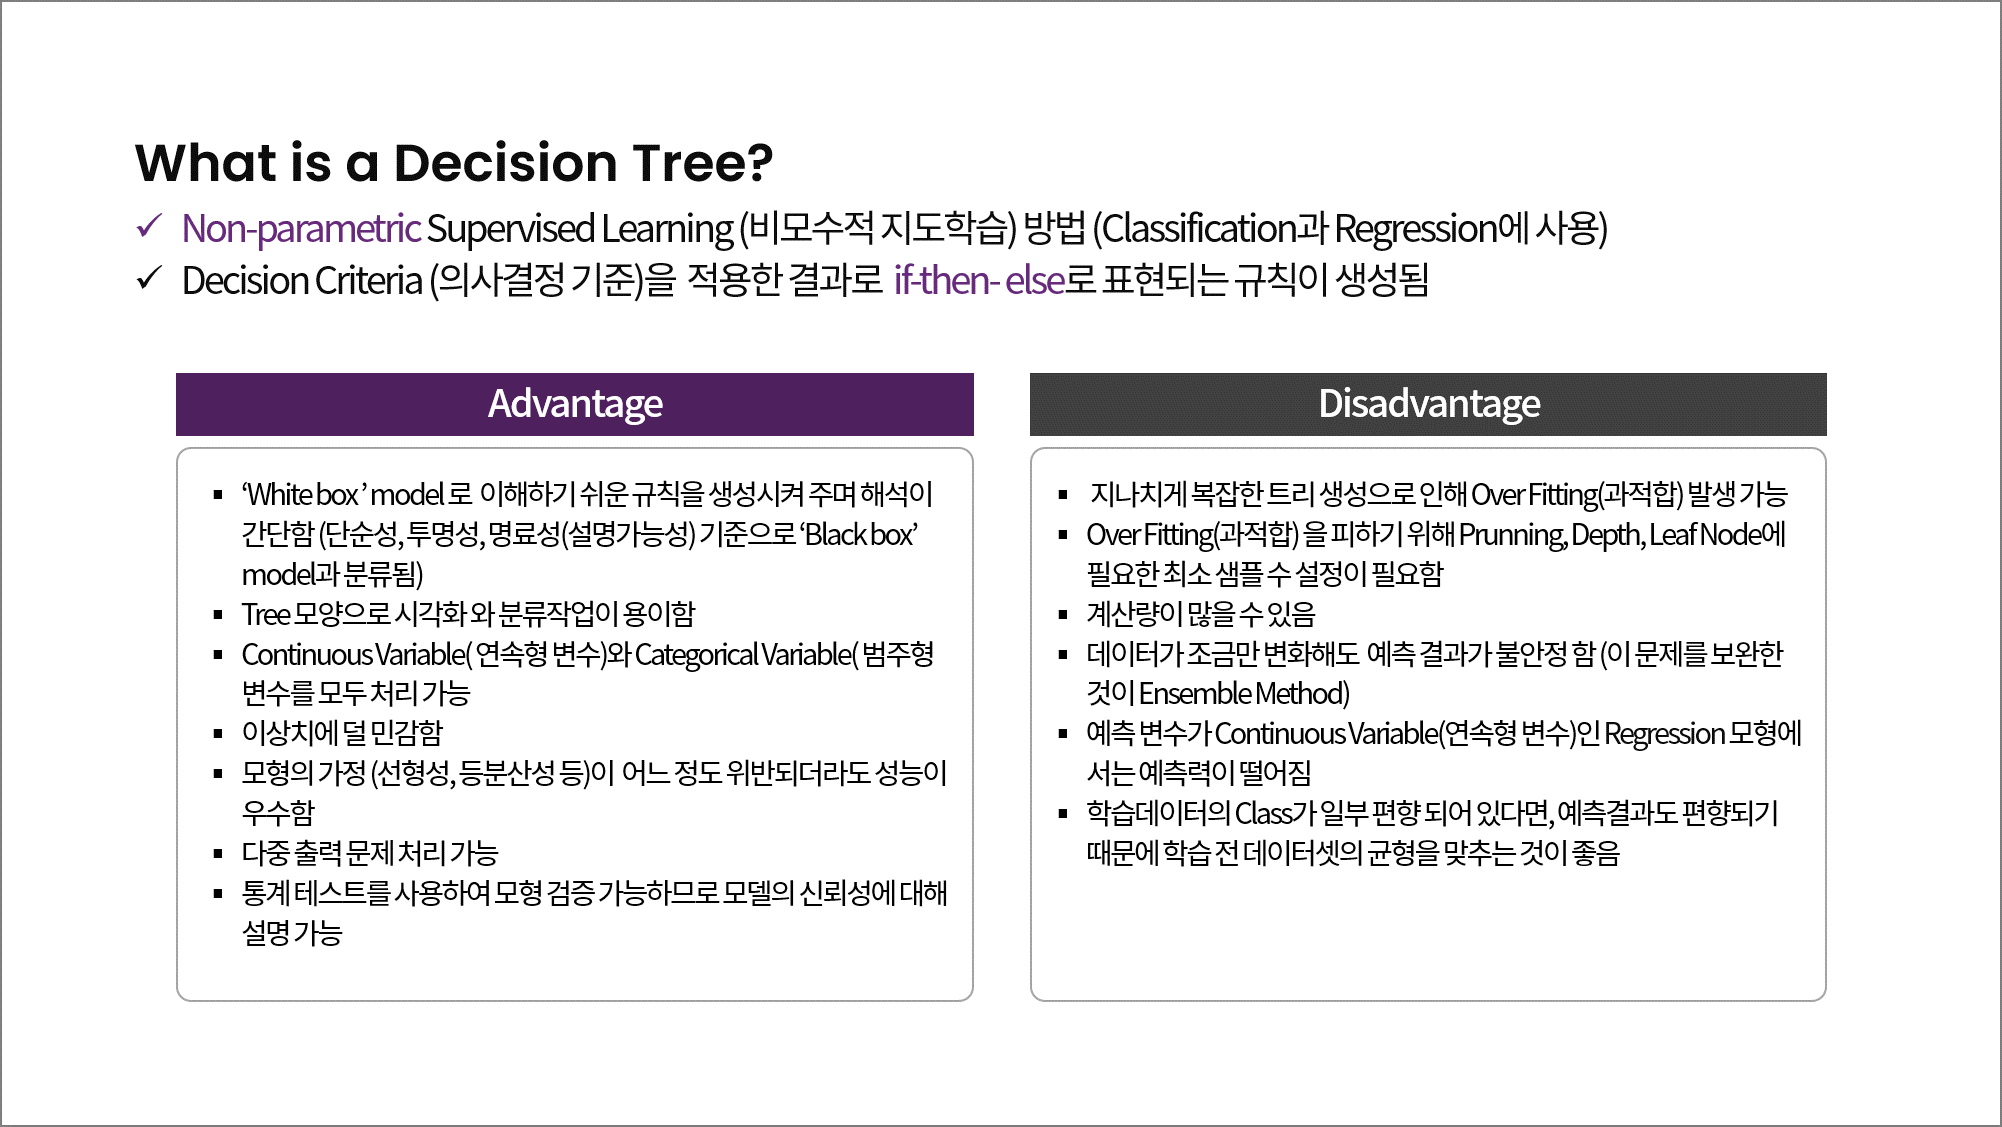 What is a Decision Tree?
✓ Non-parametric Supervised Learning (비모수적 지도학습) 방법 (Classification과 Regression에 사용)
✓ Decision Criteria (의사결정 기준)을 적용한 결과로 if-then- else로 표현되는 규칙이 생성됨
Advantage
▪ ‘White box ’ model 로 이해하기 쉬운 규칙을 생성시켜 주며 해석이
간단함 (단순성, 투명성, 명료성(설명가능성) 기준으로 ‘Black box’
model과 분류됨)
▪ Tree 모양으로 시각화 와 분류작업이 용이함
▪ Continuous Variable( 연속형 변수)와 Categorical Variable( 범주형
변수를 모두 처리 가능
▪ 이상치에 덜 민감함
▪ 모형의 가정 (선형성, 등분산성 등)이 어느 정도 위반되더라도 성능이
우수함
▪ 다중 출력 문제 처리 가능
▪ 통계 테스트를 사용하여 모형 검증 가능하므로 모델의 신뢰성에 대해
설명 가능
Disadvantage
▪ 지나치게 복잡한 트리 생성으로 인해 Over Fitting(과적합) 발생 가능
▪ Over Fitting(과적합) 을 피하기 위해 Prunning, Depth, Leaf Node에
필요한 최소 샘플 수 설정이 필요함
▪ 계산량이 많을 수 있음
▪ 데이터가 조금만 변화해도 예측 결과가 불안정 함 (이 문제를 보완한
것이 Ensemble Method)
▪ 예측 변수가 Continuous Variable(연속형 변수)인 Regression 모형에
서는 예측력이 떨어짐
▪ 학습데이터의 Class가 일부 편향 되어 있다면, 예측결과도 편향되기
때문에 학습 전 데이터셋의 균형을 맞추는 것이 좋음